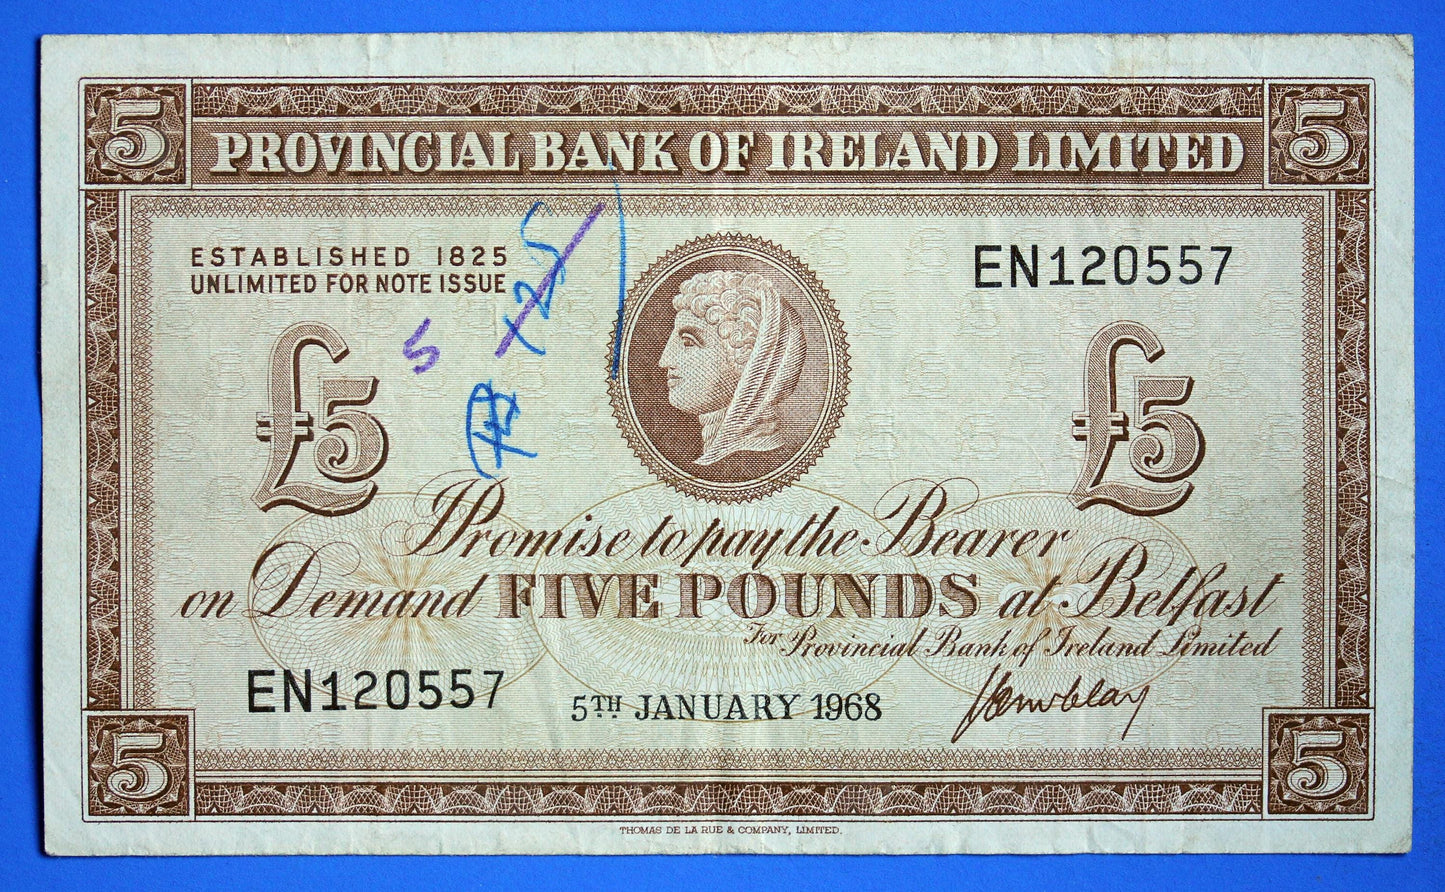 5 5
PROVINCIAL BANK OF IRELAND LIMITED
ESTABLISHED 1825
UNLIMITED FOR NOTE ISSUE
EN120557
5
125
£5 £5
I Promise to pay the Bearer
on Demand FIVE POUNDS at Belfast
For Provincial Bank of Ireland Limited
EN120557
5TH JANUARY 1968
5 5
THOMAS DE LA RUE & COMPANY, LIMITED.